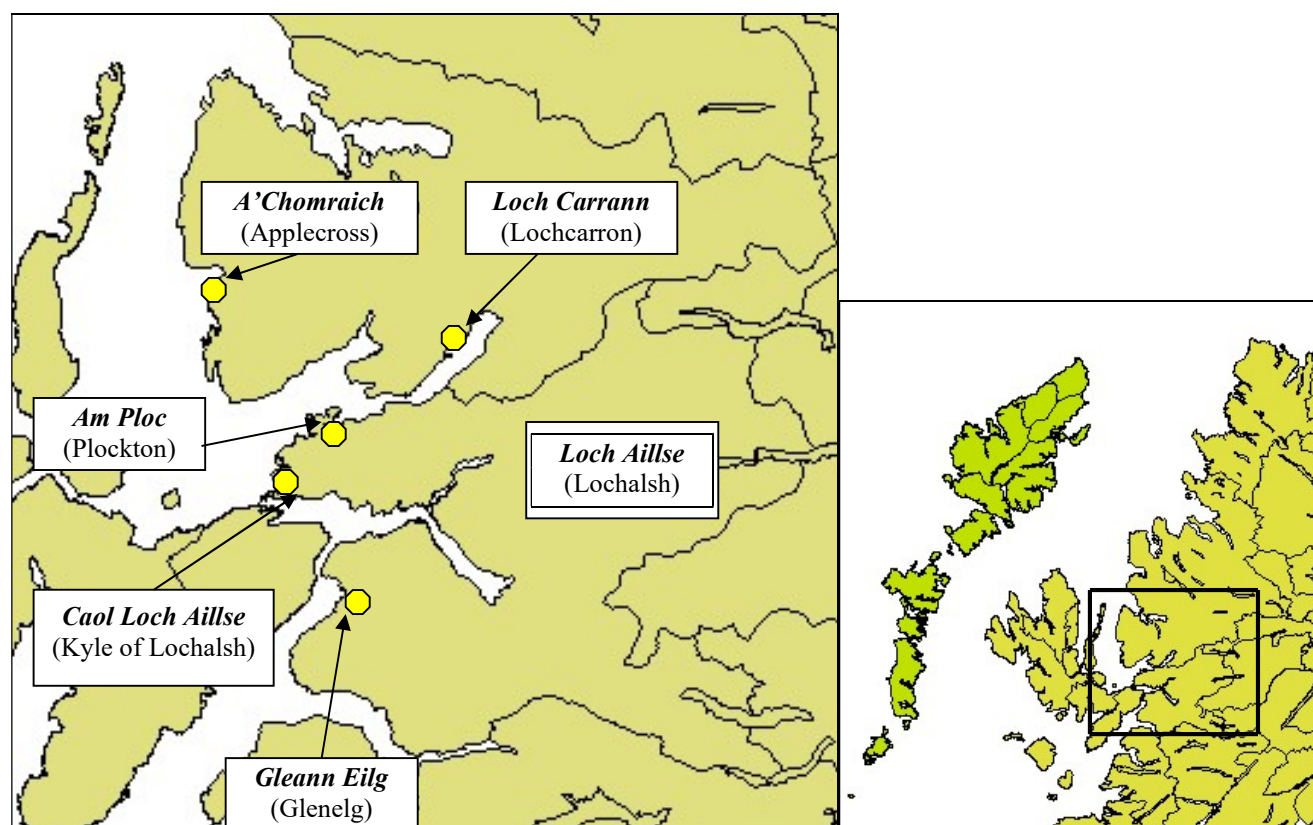 A’Chomraich
(Applecross)
Loch Carrann
(Lochcarron)
Am Ploc
(Plockton)
Loch Aillse
(Lochalsh)
Caol Loch Aillse
(Kyle of Lochalsh)
Gleann Eilg
(Glenelg)